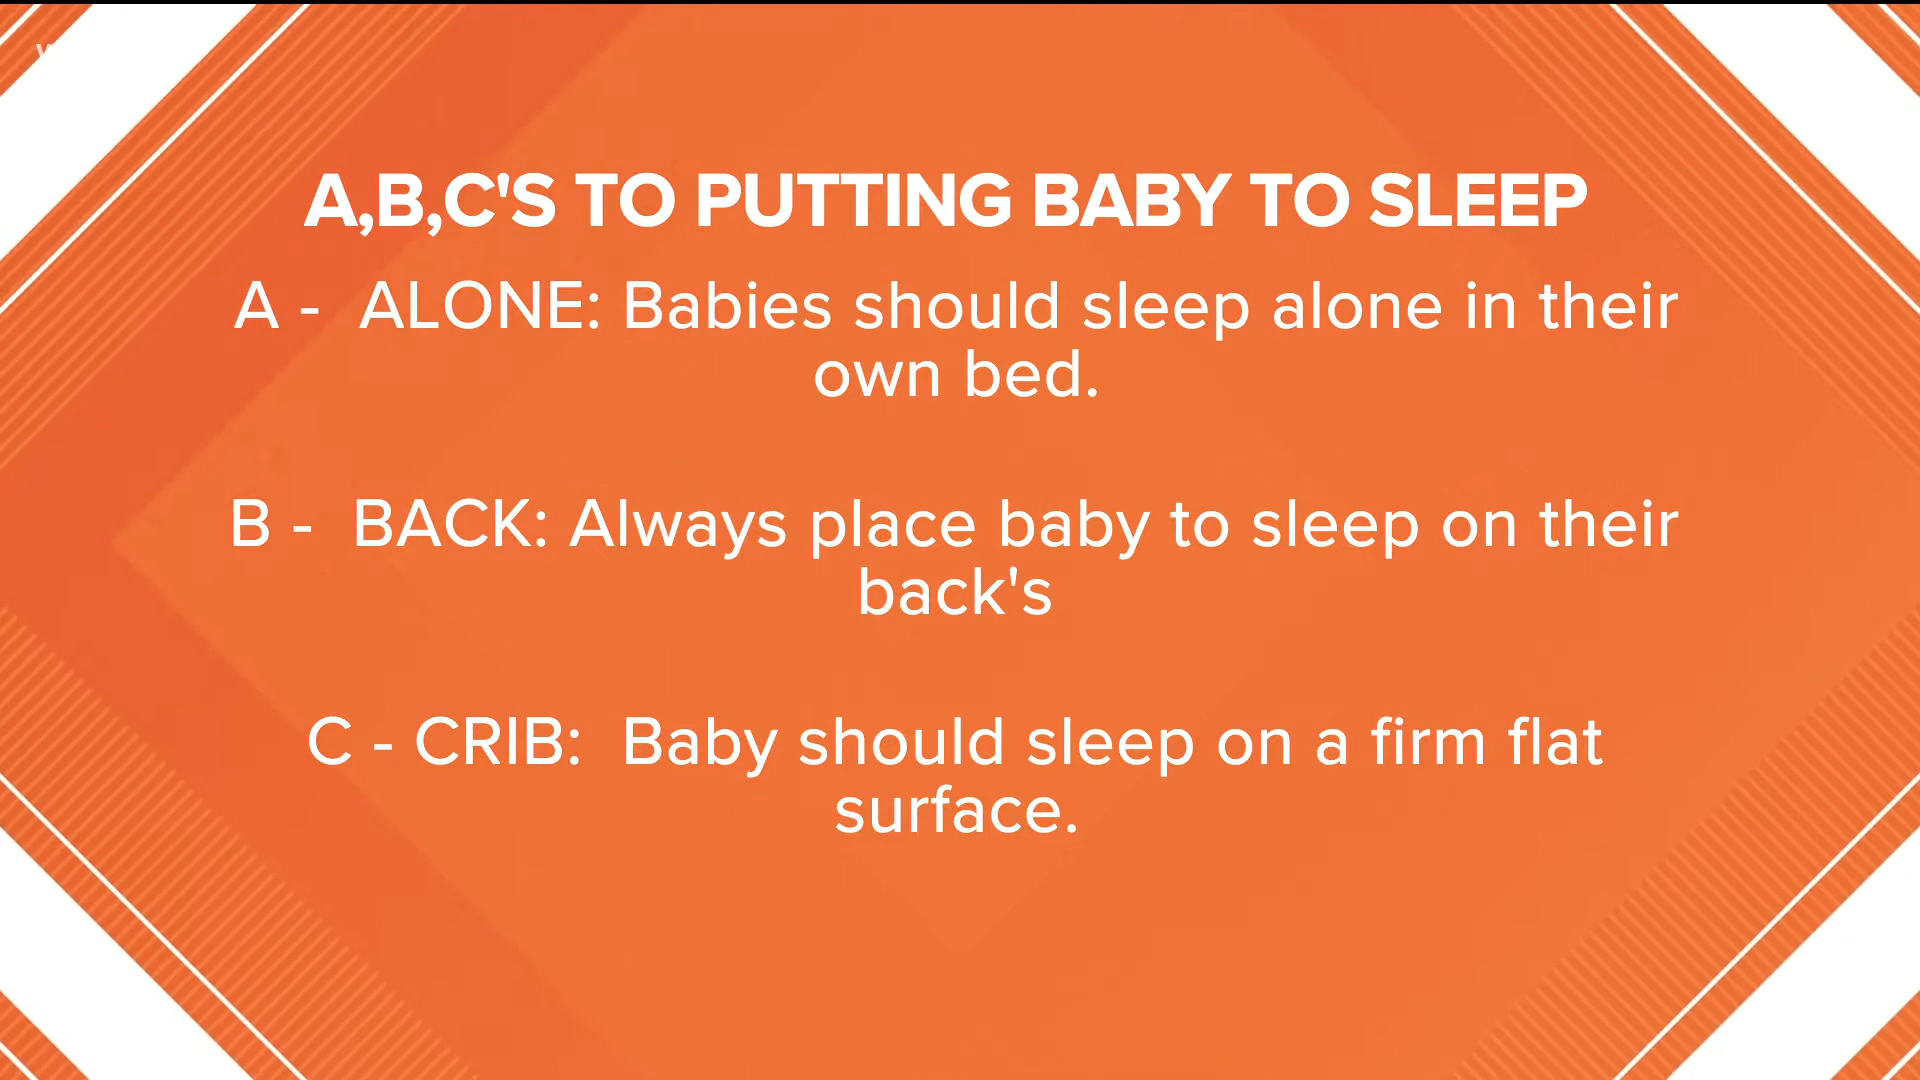 A,B,C'S TO PUTTING BABY TO SLEEP
A - ALONE: Babies should sleep alone in their
own bed.
B - BACK: Always place baby to sleep on their
back's
C - CRIB: Baby should sleep on a firm flat
surface.